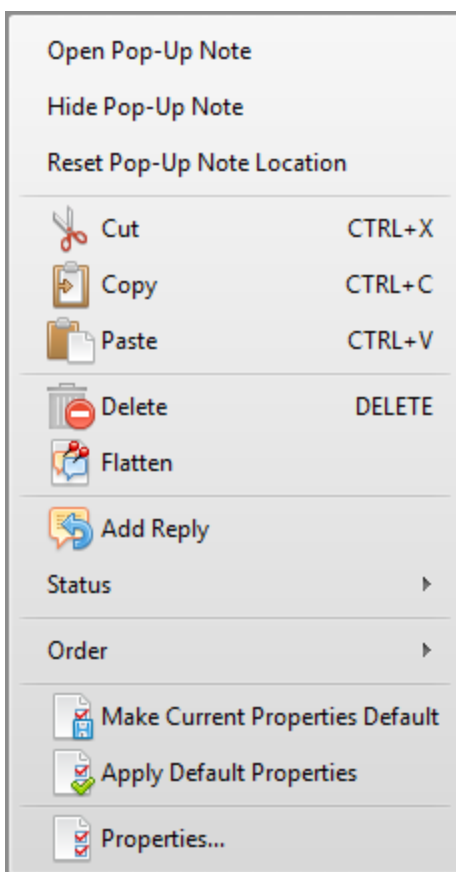 Open Pop-Up Note
Hide Pop-Up Note
Reset Pop-Up Note Location
Cut CTRL+X
Copy CTRL+C
Paste CTRL+V
Delete DELETE
Flatten
Add Reply
Status
Order
Make Current Properties Default
Apply Default Properties
Properties...